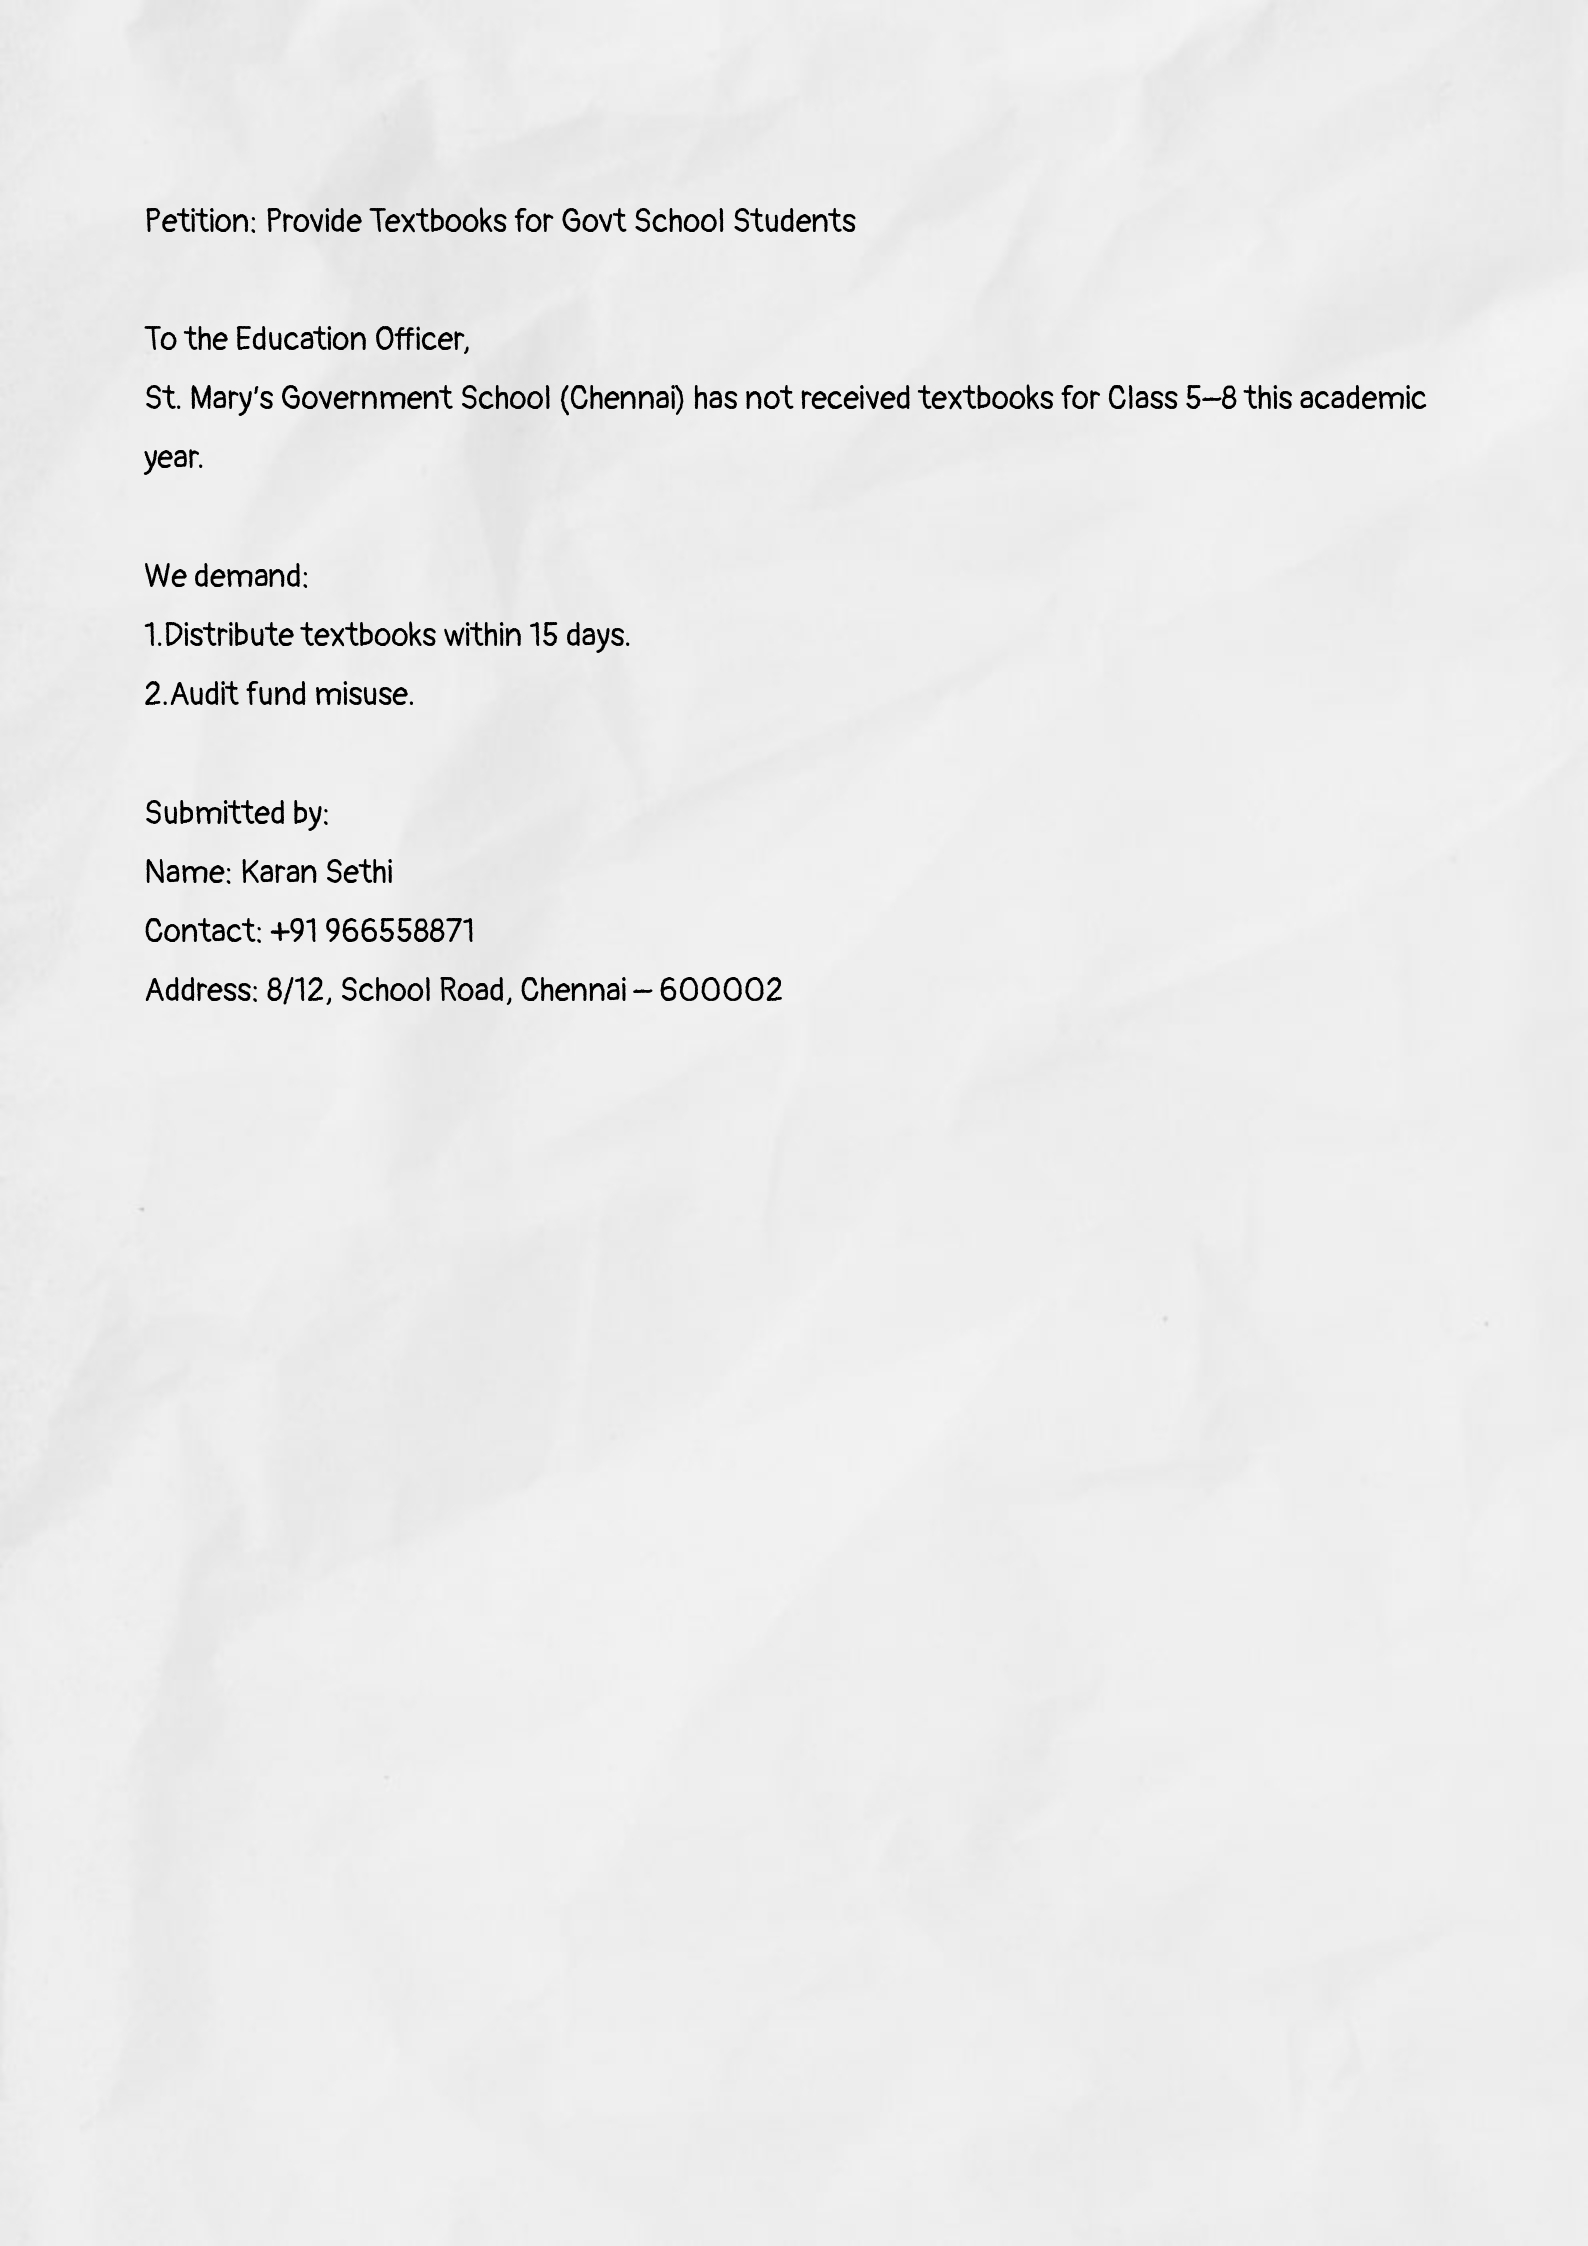 Petition: Provide Textbooks for Govt School Students
To the Education Officer,
St. Mary's Government School (Chennai) has not received textbooks for Class 5–8 this academic
year.
We demand:
1.Distribute textbooks within 15 days.
2.Audit fund misuse.
Submitted by:
Name: Karan Sethi
Contact: +91 966558871
Address: 8/12, School Road, Chennai – 600002